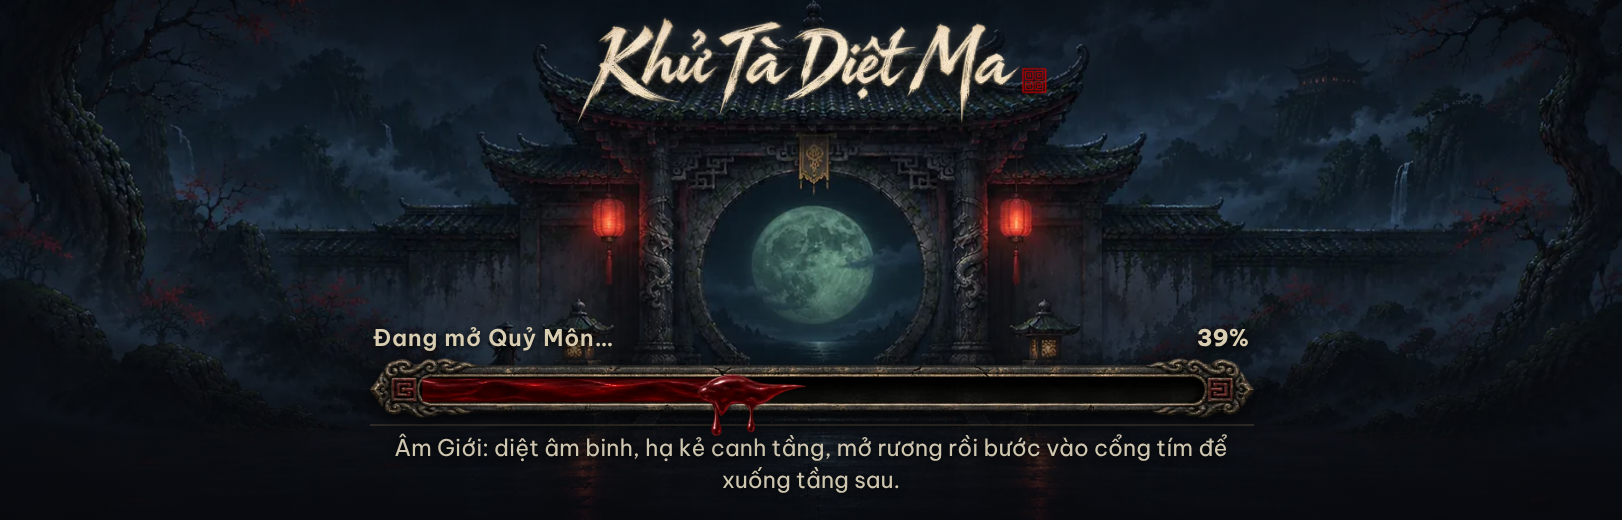 Khử Tà Diệt Ma
Đang mở Quỷ Môn...
39%
Âm Giới: diệt âm binh, hạ kẻ canh tầng, mở rương rồi bước vào cổng tím để
xuống tầng sau.